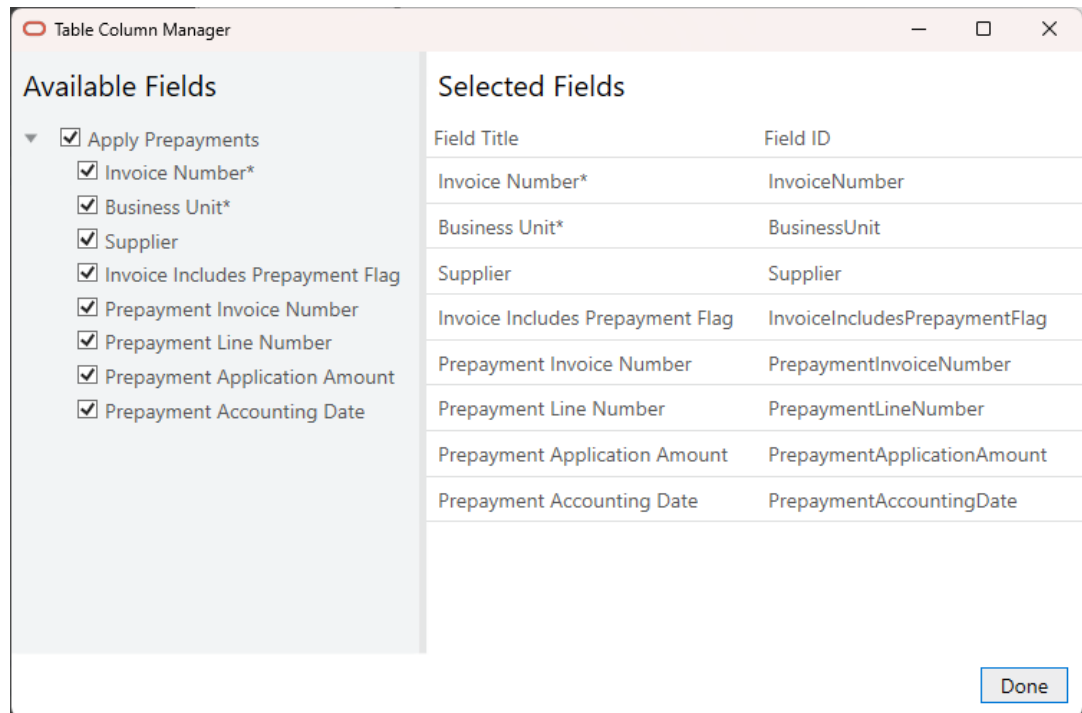 Table Column Manager
Available Fields
Apply Prepayments
Invoice Number*
Business Unit*
Supplier
Invoice Includes Prepayment Flag
Prepayment Invoice Number
Prepayment Line Number
Prepayment Application Amount
Prepayment Accounting Date
Selected Fields
Field Title Field ID
Invoice Number* InvoiceNumber
Business Unit* BusinessUnit
Supplier Supplier
Invoice Includes Prepayment Flag InvoiceIncludesPrepaymentFlag
Prepayment Invoice Number PrepaymentInvoiceNumber
Prepayment Line Number PrepaymentLineNumber
Prepayment Application Amount PrepaymentApplicationAmount
Prepayment Accounting Date PrepaymentAccountingDate
Done